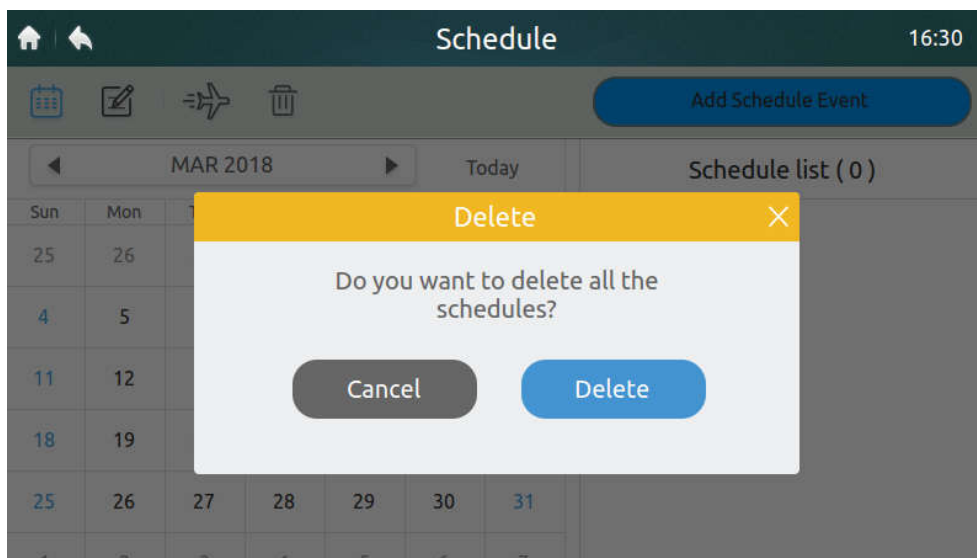 Schedule
16:30
Add Schedule Event
MAR 2018
Today
Schedule list ( 0 )
Sun Mon
Delete
25 26
Do you want to delete all the
schedules?
4 5
11 12
Cancel Delete
18 19
25 26 27 28 29 30 31